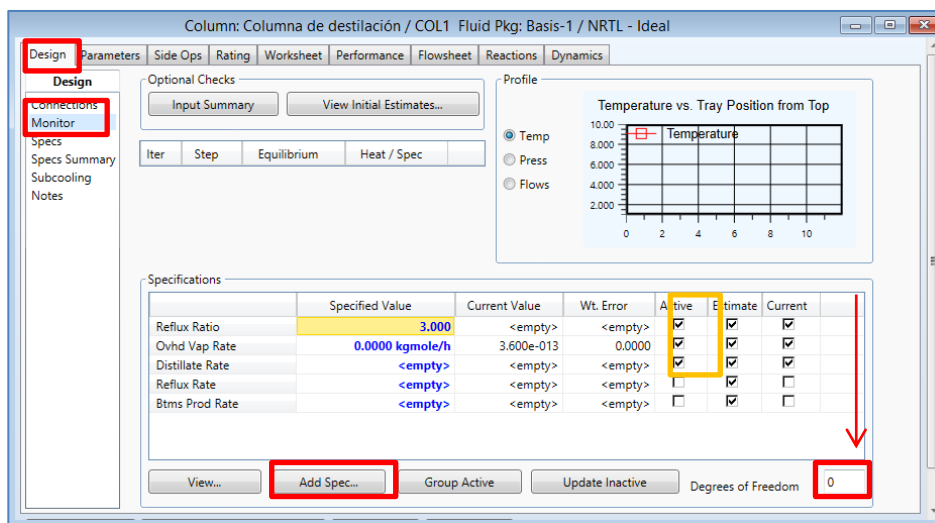 Column: Columna de destilación / COL1 Fluid Pkg: Basis-1 / NRTL - Ideal
Design Parameters Side Ops Rating Worksheet Performance Flowsheet Reactions Dynamics
Design
Connections
Monitor
Specs
Specs Summary
Subcooling
Notes
Optional Checks
Input Summary View Initial Estimates...
Iter Step Equilibrium Heat / Spec
Profile
Temp
Press
Flows
Temperature vs. Tray Position from Top
Temperature
10.00
8.000
6.000
4.000
2.000
0 2 4 6 8 10
Specifications
Specified Value Current Value Wt. Error Active Estimate Current
Reflux Ratio 3.000 <empty> <empty>
Ovhd Vap Rate 0.0000 kgmole/h 3.600e-013 0.0000
Distillate Rate <empty> <empty> <empty>
Reflux Rate <empty> <empty> <empty>
Btms Prod Rate <empty> <empty> <empty>
View... Add Spec... Group Active Update Inactive Degrees of Freedom 0